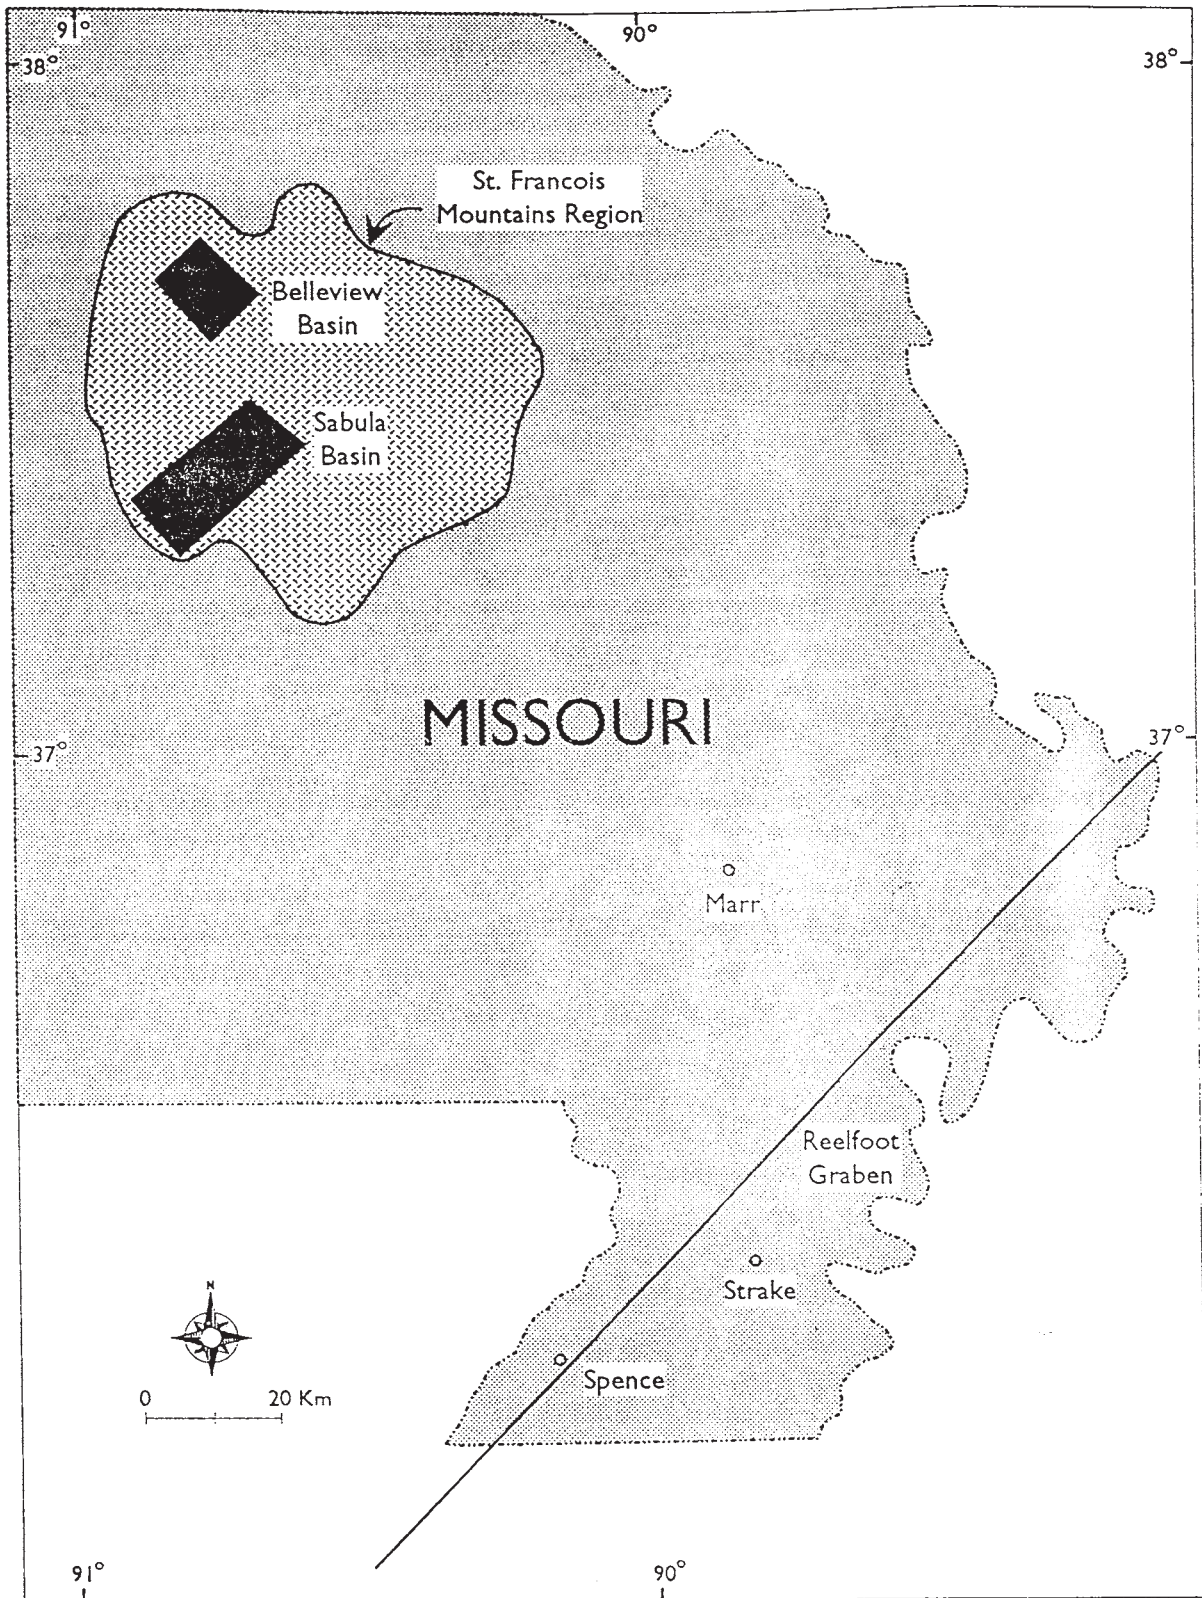 91°
90°
38°
38°
St. Francois
Mountains Region
Belleview
Basin
Sabula
Basin
MISSOURI
37°
37°
Marr
Reelfoot
Graben
Strake
Spence
N
0 20 Km
91°
90°